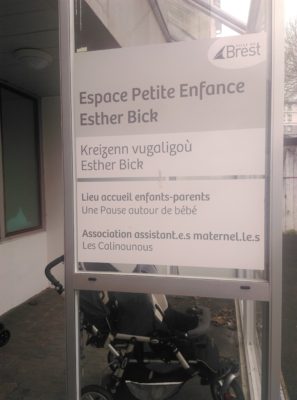 Brest
Espace Petite Enfance
Esther Bick
Kreizenn vugaligoù
Esther Bick
Lieu accueil enfants-parents
Une Pause autour de bébé
Association assistant.e.s maternel.le.s
Les Calinounous